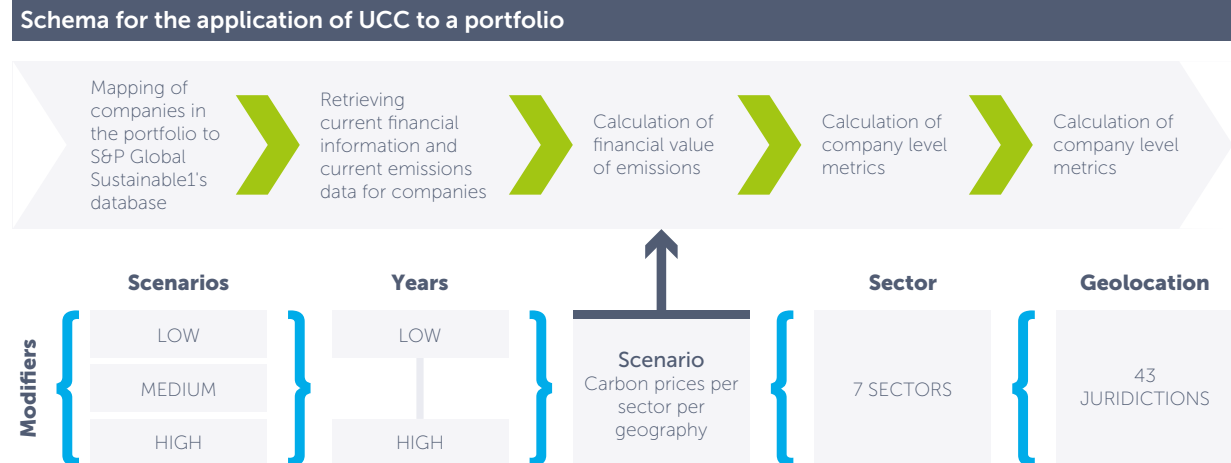 Schema for the application of UCC to a portfolio
Mapping of
companies in
the portfolio to
S&P Global
Sustainable1's
database
Retrieving
current financial
information and
current emissions
data for companies
Calculation of
financial value
of emissions
Calculation of
company level
metrics
Calculation of
company level
metrics
Modifiers
Scenarios
LOW
MEDIUM
HIGH
Years
LOW
HIGH
Scenario
Carbon prices per
sector per
geography
Sector
7 SECTORS
Geolocation
43
JURIDICTIONS